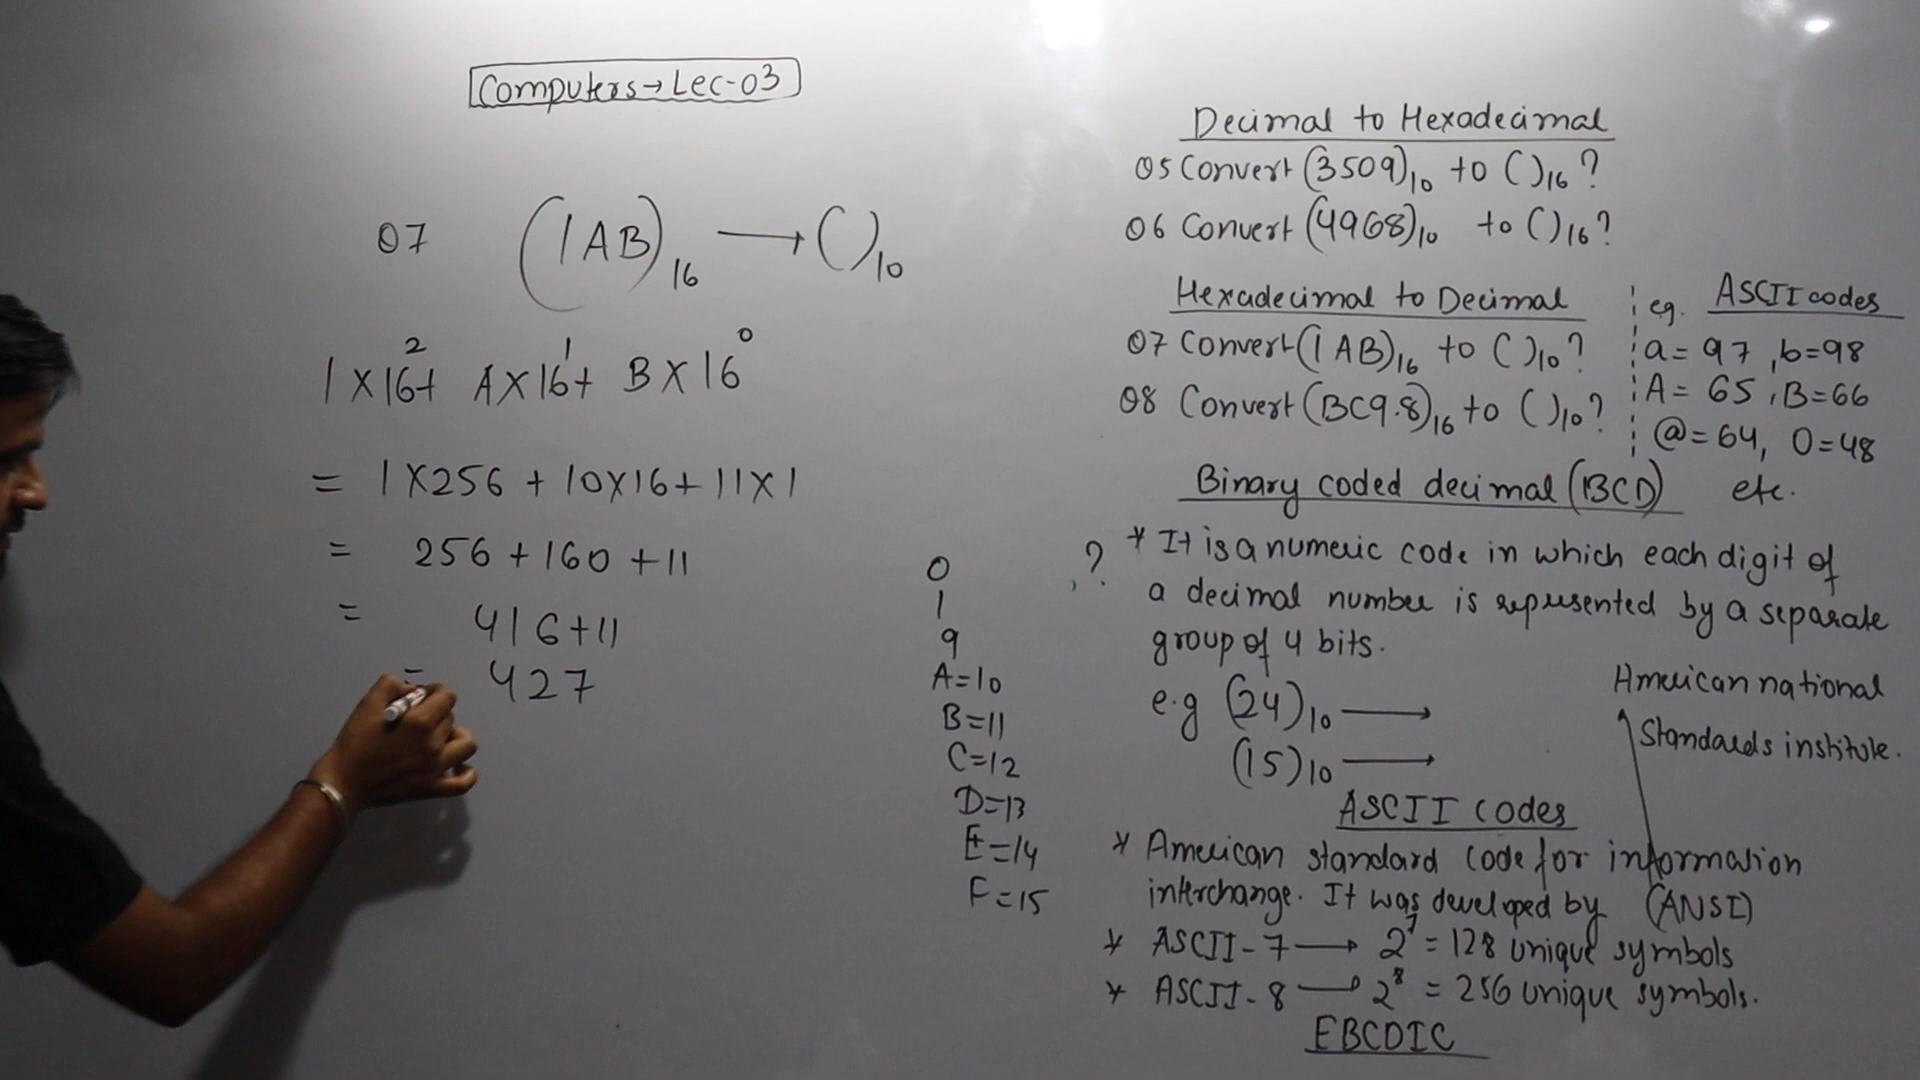 Computers→Lec-03
07 (1AB)₁₆ → ( )₁₀
1×16²+ A×16¹+ B×16⁰
= 1×256 + 10×16 + 11×1
= 256 + 160 + 11
= 416+11
= 427
0
1
9
A=10
B=11
C=12
D=13
E=14
F=15
Decimal to Hexadecimal
05 Convert (3509)₁₀ to ( )₁₆ ?
06 Convert (4968)₁₀ to ( )₁₆ ?
Hexadecimal to Decimal
07 Convert (1AB)₁₆ to ( )₁₀ ?
08 Convert (BC9.8)₁₆ to ( )₁₀ ?
eg. ASCII codes
a=97, b=98
A=65, B=66
@=64, 0=48
etc.
Binary coded decimal (BCD)
, ?
* It is a numeric code in which each digit of
a decimal number is represented by a separate
group of 4 bits.
e.g (24)₁₀ →
(15)₁₀ →
American national
Standards institute.
ASCII Codes
* American standard code for information
interchange. It was developed by (ANSI)
* ASCII-7 → 2⁷ = 128 unique symbols
* ASCII-8 → 2⁸ = 256 unique symbols.
EBCDIC